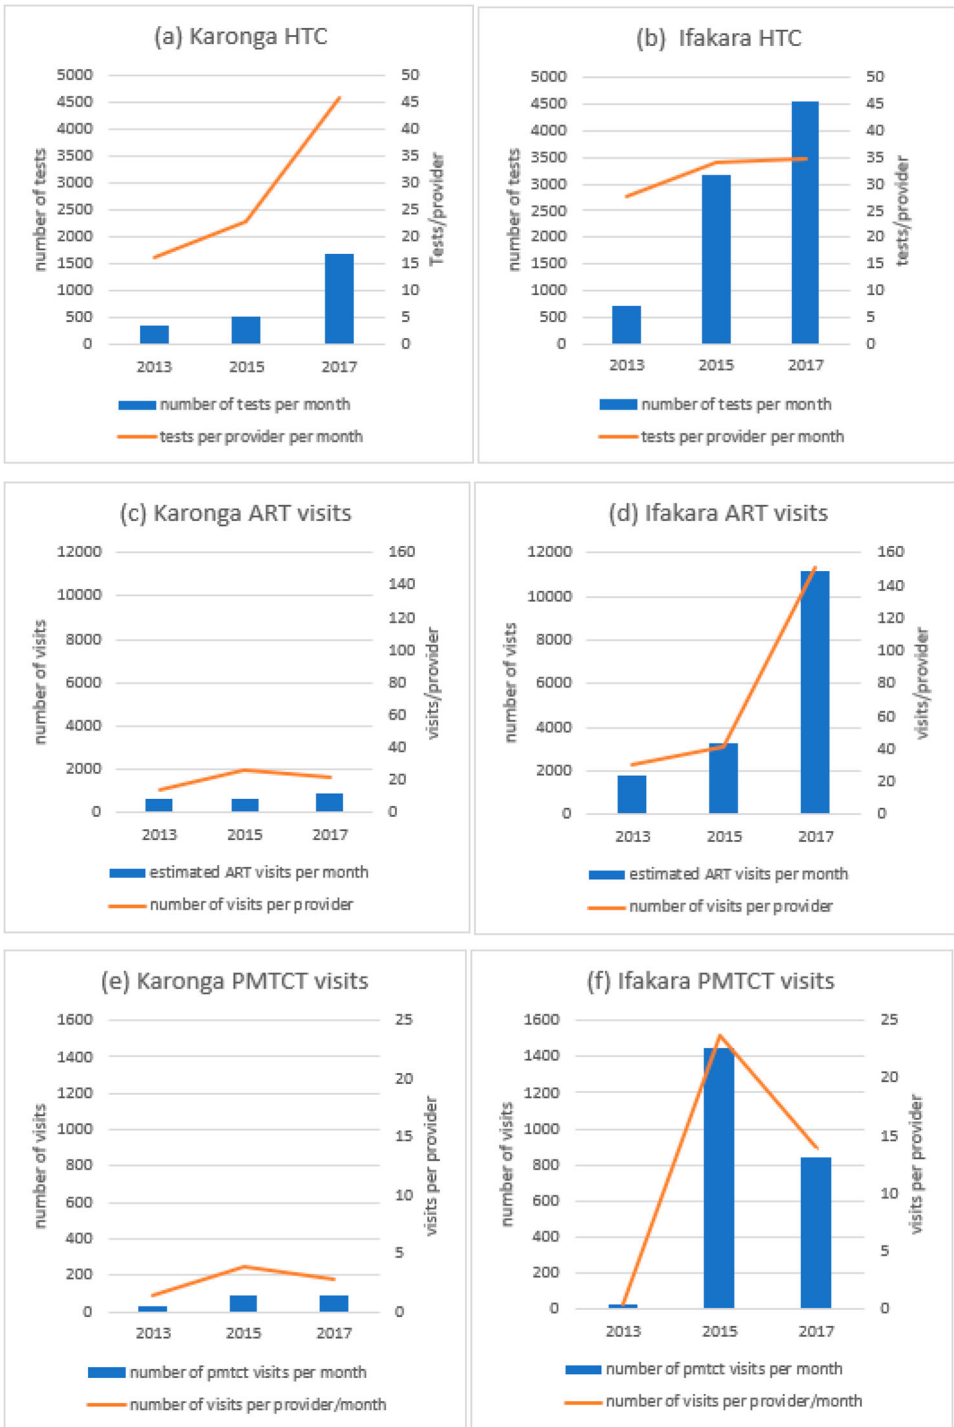 (a) Karonga HTC
number of tests
5000
4500
4000
3500
3000
2500
2000
1500
1000
500
0
50
45
40
35
30
25
20
15
10
5
0
Tests/provider
2013 2015 2017
number of tests per month
tests per provider per month
(b) Ifakara HTC
number of tests
5000
4500
4000
3500
3000
2500
2000
1500
1000
500
0
50
45
40
35
30
25
20
15
10
5
0
tests/provider
2013 2015 2017
number of tests per month
tests per provider per month
(c) Karonga ART visits
number of visits
12000
10000
8000
6000
4000
2000
0
160
140
120
100
80
60
40
20
0
visits/provider
2013 2015 2017
estimated ART visits per month
number of visits per provider
(d) Ifakara ART visits
number of vists
12000
10000
8000
6000
4000
2000
0
160
140
120
100
80
60
40
20
0
visits/provider
2013 2015 2017
estimated ART visits per month
number of visits per provider
(e) Karonga PMTCT visits
number of visits
1600
1400
1200
1000
800
600
400
200
0
25
20
15
10
5
0
visits per provider
2013 2015 2017
number of pmtct visits per month
number of visits per provider/month
(f) Ifakara PMTCT visits
number of visits
1600
1400
1200
1000
800
600
400
200
0
25
20
15
10
5
0
visits per provider
2013 2015 2017
number of pmtct visits per month
number of visits per provider/month